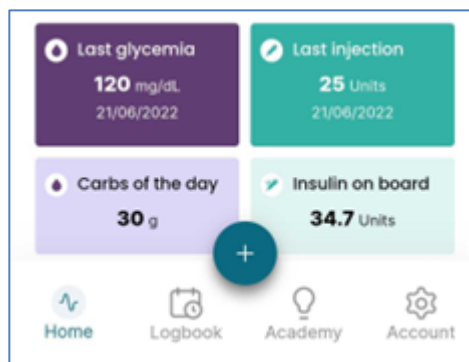 Last glycemia
120 mg/dL
21/06/2022
Last injection
25 Units
21/06/2022
Carbs of the day
30 g
Insulin on board
34.7 Units
+
Home
Logbook
Academy
Account